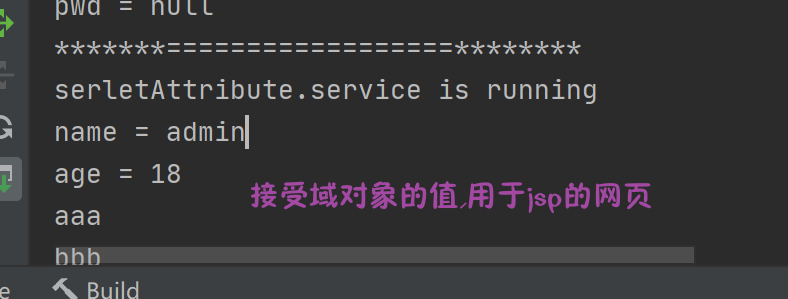 pwd = null
*******==================********
serletAttribute.service is running
name = admin
age = 18
接受域对象的值,用于jsp的网页
aaa
bbb
e
Build